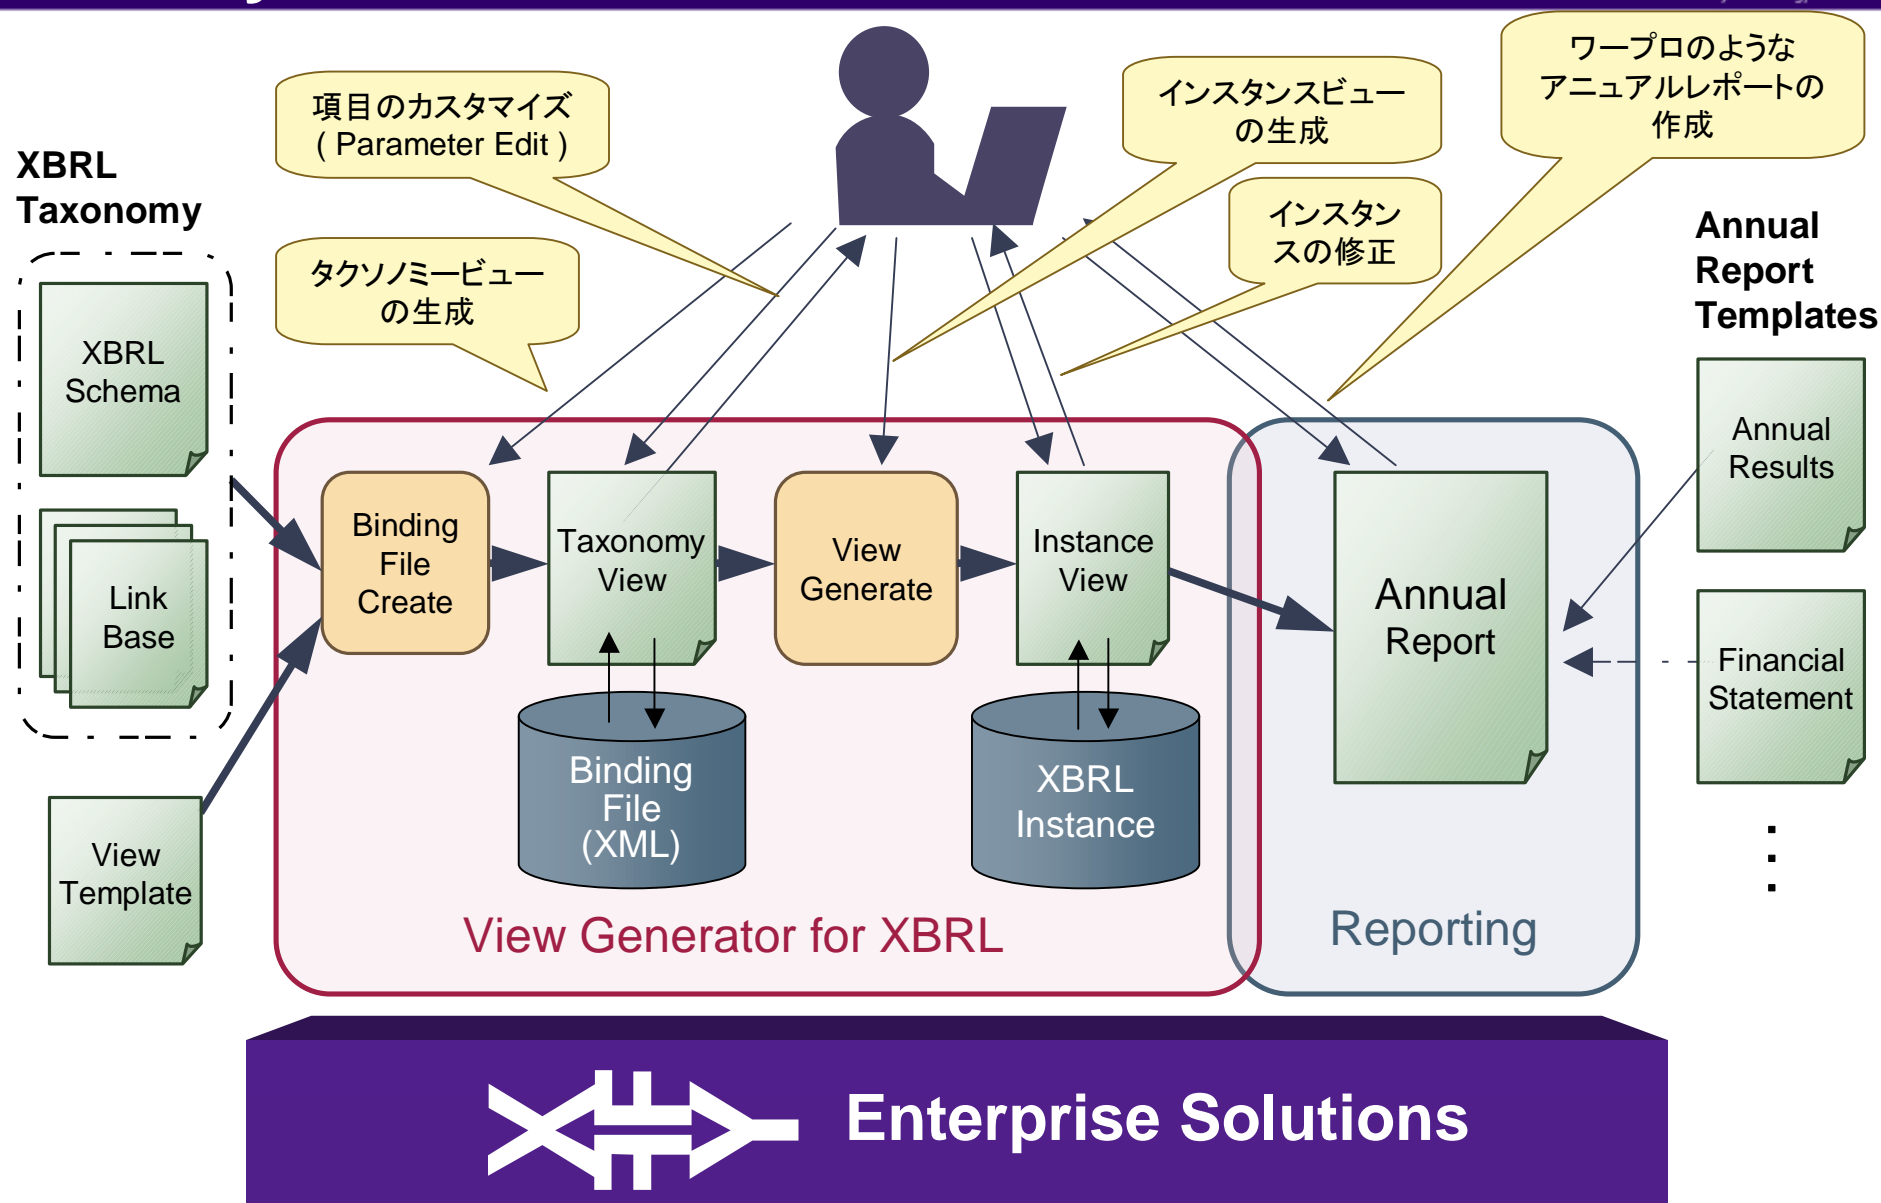 項目のカスタマイズ
( Parameter Edit )
インスタンスビュー
の生成
ワープロのような
アニュアルレポートの
作成
XBRL
Taxonomy
タクソノミービュー
の生成
インスタン
スの修正
Annual
Report
Templates
XBRL
Schema
Link
Base
View
Template
Binding
File
Create
Taxonomy
View
View
Generate
Instance
View
Annual
Report
Annual
Results
Financial
Statement
Binding
File
(XML)
XBRL
Instance
View Generator for XBRL
Reporting
Enterprise Solutions